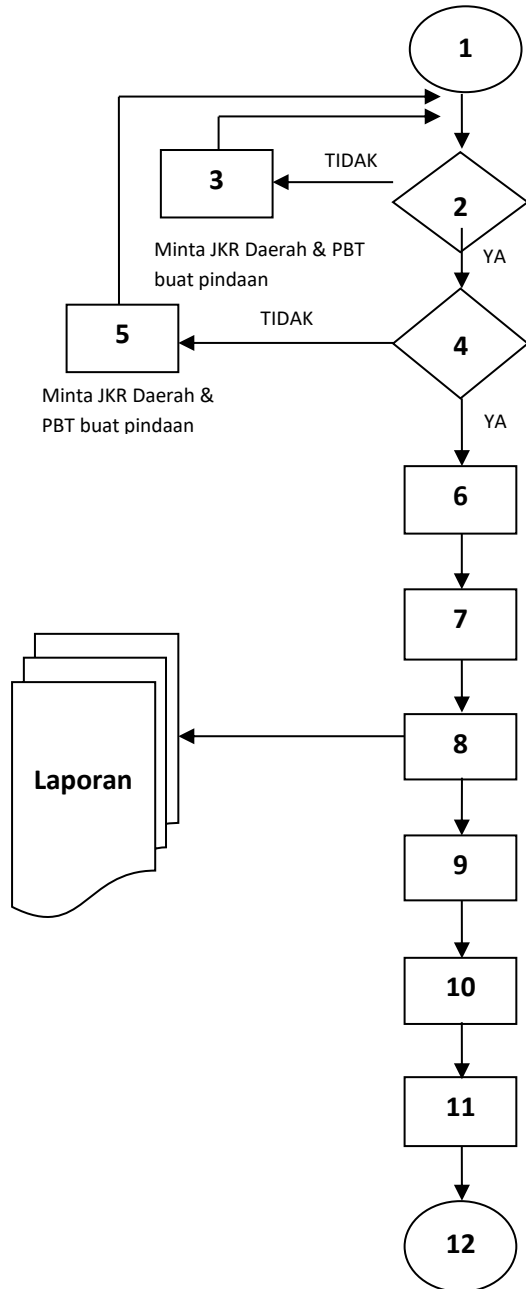 1
TIDAK
3
2
Minta JKR Daerah & PBT
buat pindaan
YA
TIDAK
5
4
Minta JKR Daerah &
PBT buat pindaan
YA
6
7
8
Laporan
9
10
11
12